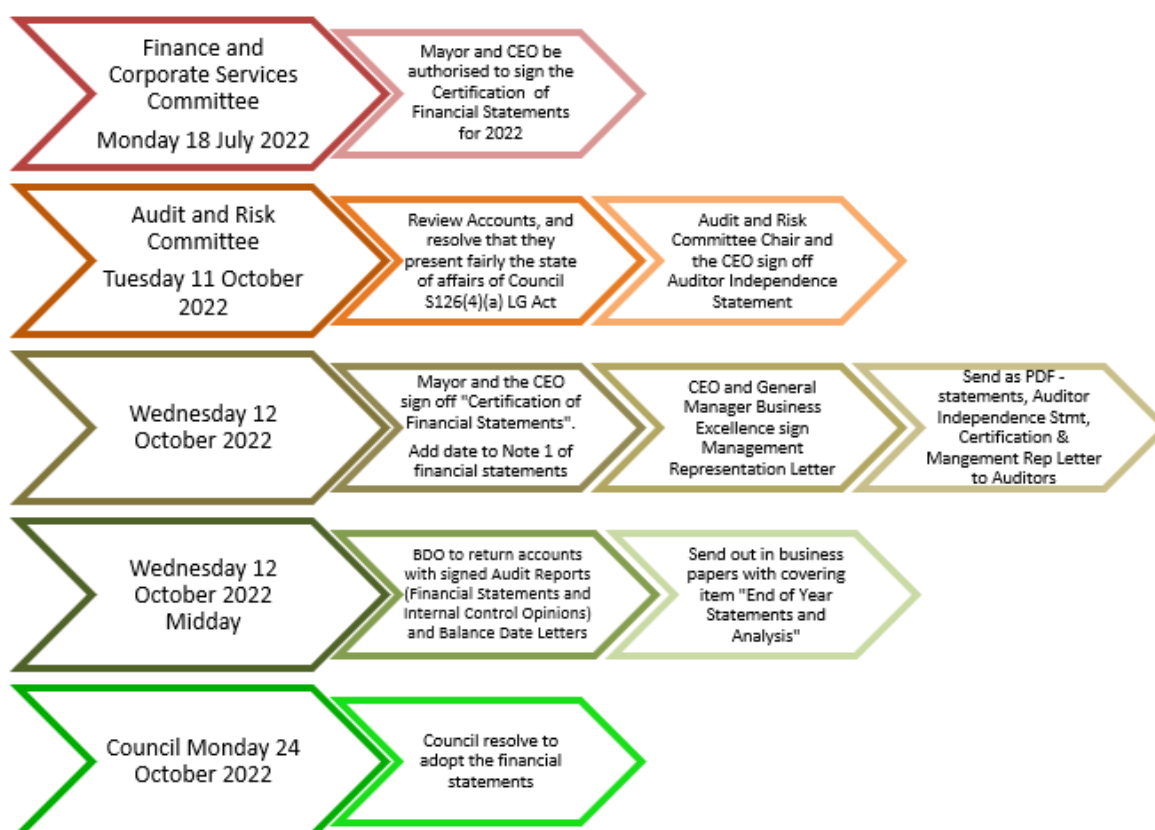 Finance and
Corporate Services
Committee
Monday 18 July 2022
Mayor and CEO be
authorised to sign the
Certification of
Financial Statements
for 2022
Audit and Risk
Committee
Tuesday 11 October
2022
Review Accounts, and
resolve that they
present fairly the state
of affairs of Council
S126(4)(a) LG Act
Audit and Risk
Committee Chair and
the CEO sign off
Auditor Independence
Statement
Wednesday 12
October 2022
Mayor and the CEO
sign off "Certification of
Financial Statements".
Add date to Note 1 of
financial statements
CEO and General
Manager Business
Excellence sign
Management
Representation Letter
Send as PDF -
statements, Auditor
Independence Stmt,
Certification &
Mangement Rep Letter
to Auditors
Wednesday 12
October 2022
Midday
BDO to return accounts
with signed Audit Reports
(Financial Statements and
Internal Control Opinions)
and Balance Date Letters
Send out in business
papers with covering
item "End of Year
Statements and
Analysis"
Council Monday 24
October 2022
Council resolve to
adopt the financial
statements